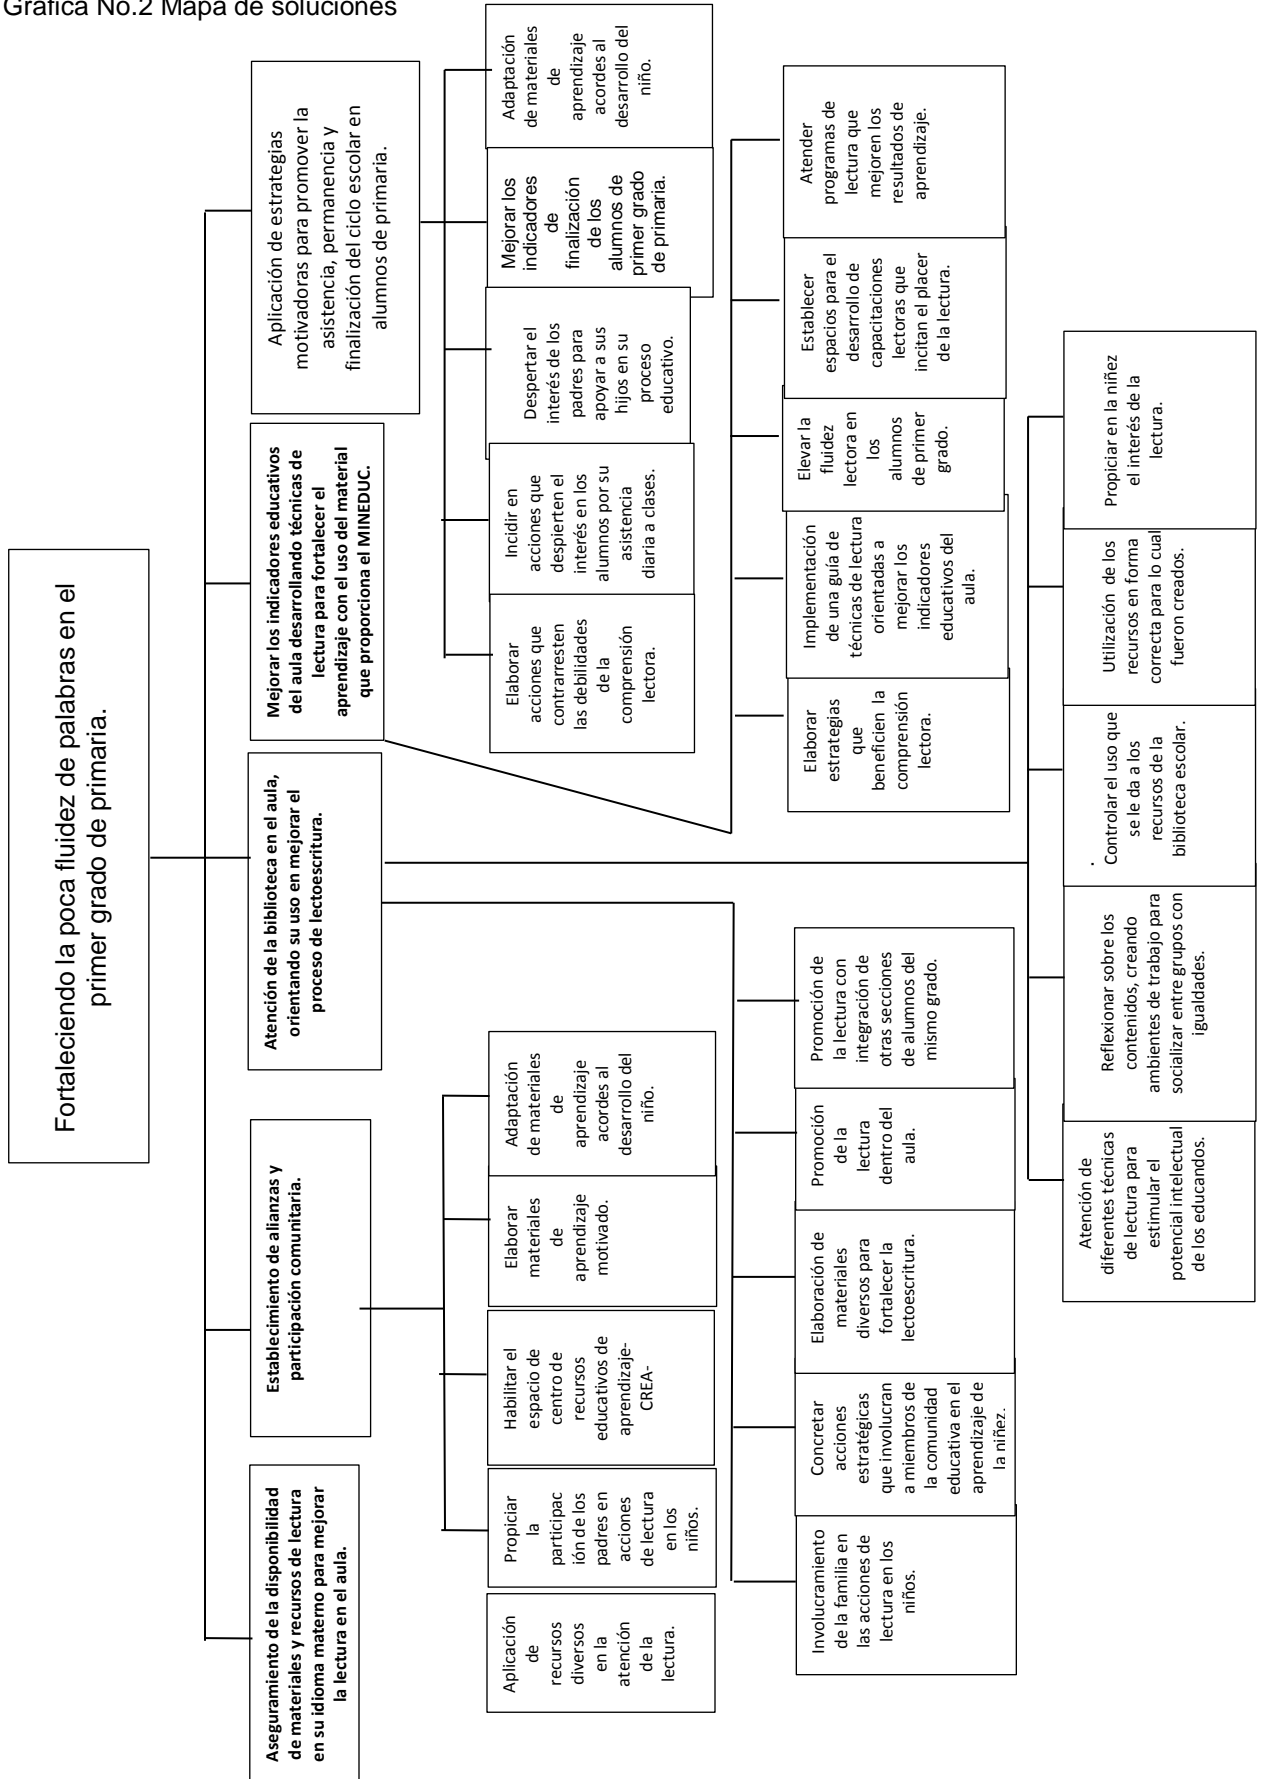 Gráfica No.2 Mapa de soluciones
Fortaleciendo la poca fluidez de palabras en el
primer grado de primaria.
Aseguramiento de la disponibilidad
de materiales y recursos de lectura
en su idioma materno para mejorar
la lectura en el aula.
Establecimiento de alianzas y
participación comunitaria.
Atención de la biblioteca en el aula,
orientando su uso en mejorar el
proceso de lectoescritura.
Mejorar los indicadores educativos
del aula desarrollando técnicas de
lectura para fortalecer el
aprendizaje con el uso del material
que proporciona el MINEDUC.
Aplicación de estrategias
motivadoras para promover la
asistencia, permanencia y
finalización del ciclo escolar en
alumnos de primaria.
Aplicación
de
recursos
diversos
en la
atención
de la
lectura.
Propiciar
la
participac
ión de los
padres en
acciones
de lectura
en los
niños.
Habilitar el
espacio de
centro de
recursos
educativos de
aprendizaje-
CREA-
Elaborar
materiales
de
aprendizaje
motivado.
Adaptación
de materiales
de
aprendizaje
acordes al
desarrollo del
niño.
Elaborar
acciones que
contrarresten
las debilidades
de la
comprensión
lectora.
Incidir en
acciones que
despierten el
interés en los
alumnos por su
asistencia
diaria a clases.
Despertar el
interés de los
padres para
apoyar a sus
hijos en su
proceso
educativo.
Mejorar los
indicadores
de
finalización
de los
alumnos de
primer grado
de primaria.
Adaptación
de materiales
de
aprendizaje
acordes al
desarrollo del
niño.
Involucramiento
de la familia en
las acciones de
lectura en los
niños.
Concretar
acciones
estratégicas
que involucran
a miembros de
la comunidad
educativa en el
aprendizaje de
la niñez.
Elaboración de
materiales
diversos para
fortalecer la
lectoescritura.
Promoción
de la
lectura
dentro del
aula.
Promoción de
la lectura con
integración de
otras secciones
de alumnos del
mismo grado.
Elaborar
estrategias
que
beneficien la
comprensión
lectora.
Implementación
de una guía de
técnicas de lectura
orientadas a
mejorar los
indicadores
educativos del
aula.
Elevar la
fluidez
lectora en
los
alumnos
de primer
grado.
Establecer
espacios para el
desarrollo de
capacitaciones
lectoras que
incitan el placer
de la lectura.
Atender
programas de
lectura que
mejoren los
resultados de
aprendizaje.
Atención de
diferentes técnicas
de lectura para
estimular el
potencial intelectual
de los educandos.
Reflexionar sobre los
contenidos, creando
ambientes de trabajo para
socializar entre grupos con
igualdades.
.
Controlar el uso que
se le da a los
recursos de la
biblioteca escolar.
Utilización de los
recursos en forma
correcta para lo cual
fueron creados.
Propiciar en la niñez
el interés de la
lectura.